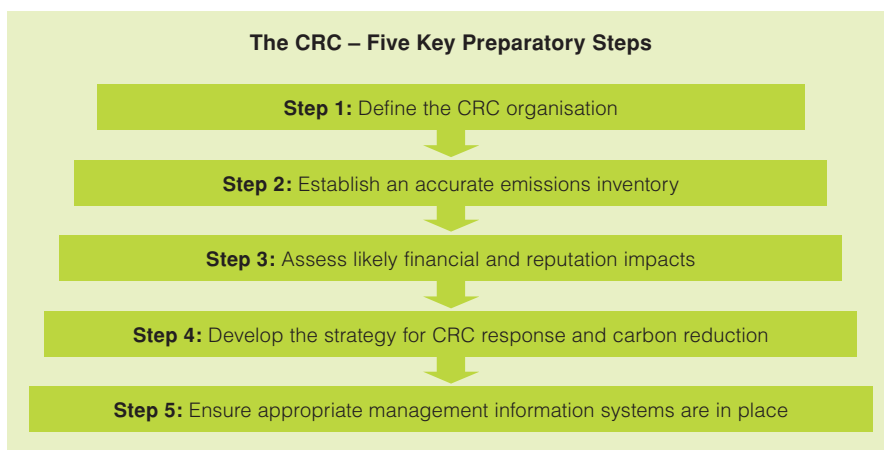 The CRC – Five Key Preparatory Steps
Step 1: Define the CRC organisation
Step 2: Establish an accurate emissions inventory
Step 3: Assess likely financial and reputation impacts
Step 4: Develop the strategy for CRC response and carbon reduction
Step 5: Ensure appropriate management information systems are in place